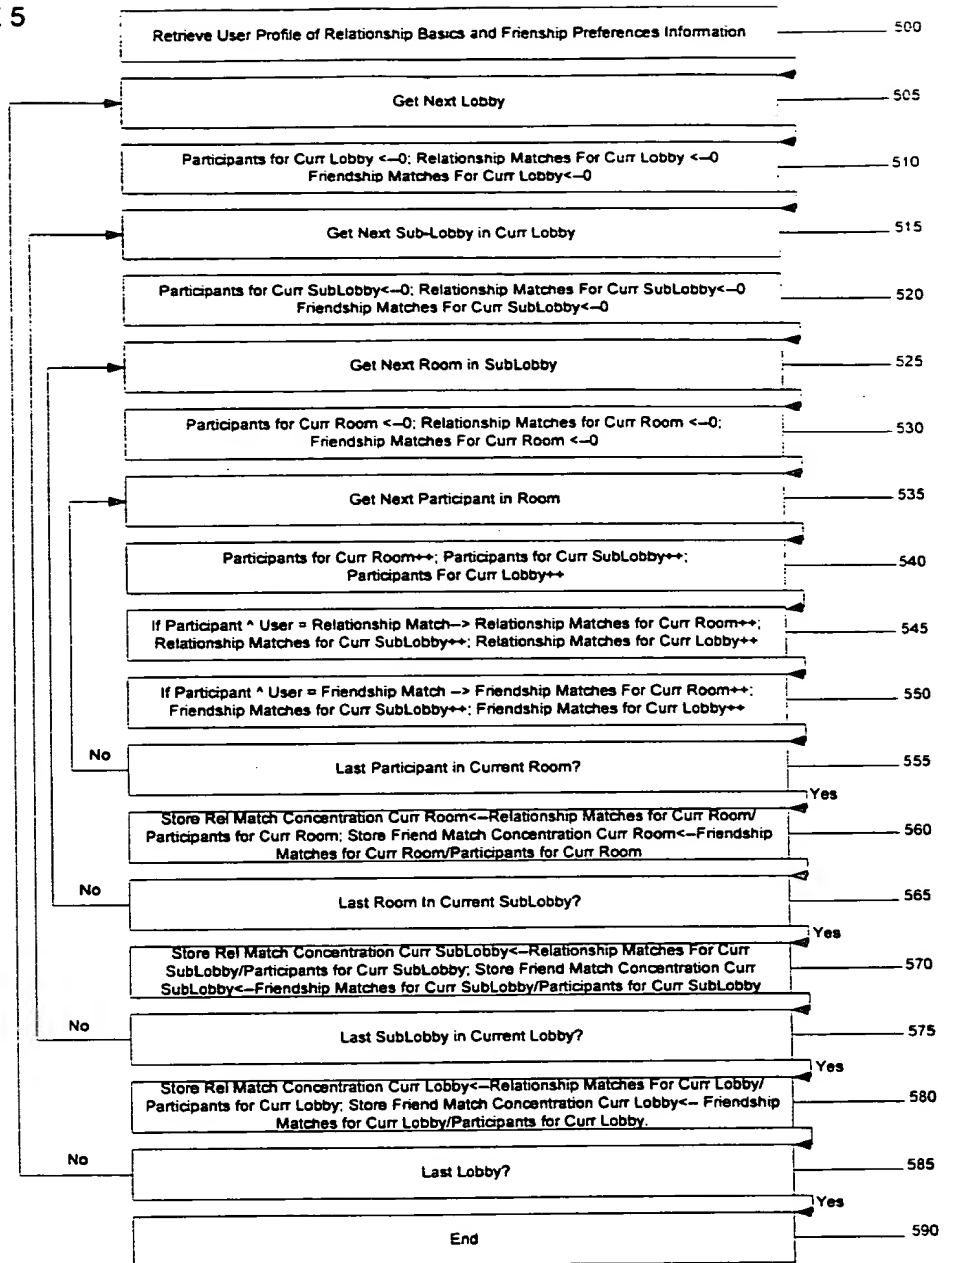 5
Retrieve User Profile of Relationship Basics and Frienship Preferences Information
500
Get Next Lobby
505
Participants for Curr Lobby <--0; Relationship Matches For Curr Lobby <--0
Friendship Matches For Curr Lobby<--0
510
Get Next Sub-Lobby in Curr Lobby
515
Participants for Curr SubLobby<--0; Relationship Matches For Curr SubLobby<--0
Friendship Matches For Curr SubLobby<--0
520
Get Next Room in SubLobby
525
Participants for Curr Room <--0; Relationship Matches for Curr Room <--0;
Friendship Matches For Curr Room <--0
530
Get Next Participant in Room
535
Participants for Curr Room++; Participants for Curr SubLobby++;
Participants For Curr Lobby++
540
If Participant ^ User = Relationship Match--> Relationship Matches for Curr Room++;
Relationship Matches for Curr SubLobby++; Relationship Matches for Curr Lobby++
545
If Participant ^ User = Friendship Match --> Friendship Matches For Curr Room++;
Friendship Matches for Curr SubLobby++; Friendship Matches for Curr Lobby++
550
No
Last Participant in Current Room?
555
Yes
Store Rel Match Concentration Curr Room<--Relationship Matches for Curr Room/
Participants for Curr Room; Store Friend Match Concentration Curr Room<--Friendship
Matches for Curr Room/Participants for Curr Room
560
No
Last Room In Current SubLobby?
565
Yes
Store Rel Match Concentration Curr SubLobby<--Relationship Matches For Curr
SubLobby/Participants for Curr SubLobby; Store Friend Match Concentration Curr
SubLobby<--Friendship Matches for Curr SubLobby/Participants for Curr SubLobby
570
No
Last SubLobby in Current Lobby?
575
Yes
Store Rel Match Concentration Curr Lobby<--Relationship Matches For Curr Lobby/
Participants for Curr Lobby; Store Friend Match Concentration Curr Lobby<-- Friendship
Matches for Curr Lobby/Participants for Curr Lobby.
580
No
Last Lobby?
585
Yes
End
590